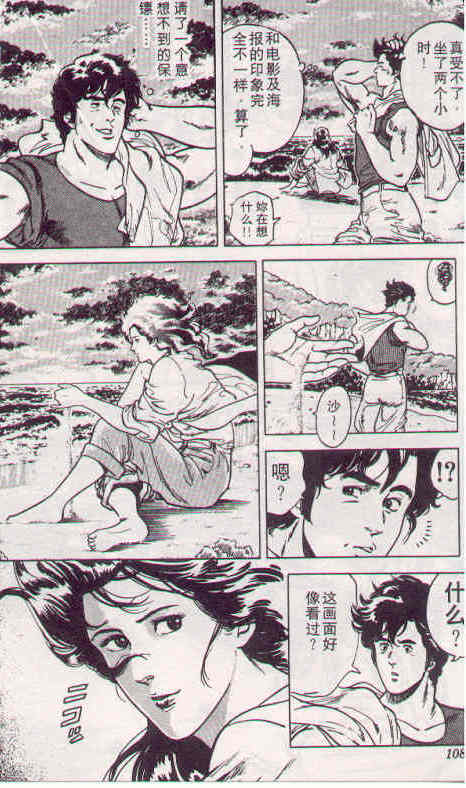 真受不了．
坐了两个小
时！
和电影及海
报的印象完
全不一样．算了．
妳在想
什么!!
请了一个意
想不到的保
镖……
沙~~
!?
嗯？
什么？
这画面好
像看过？
ニコッ
108